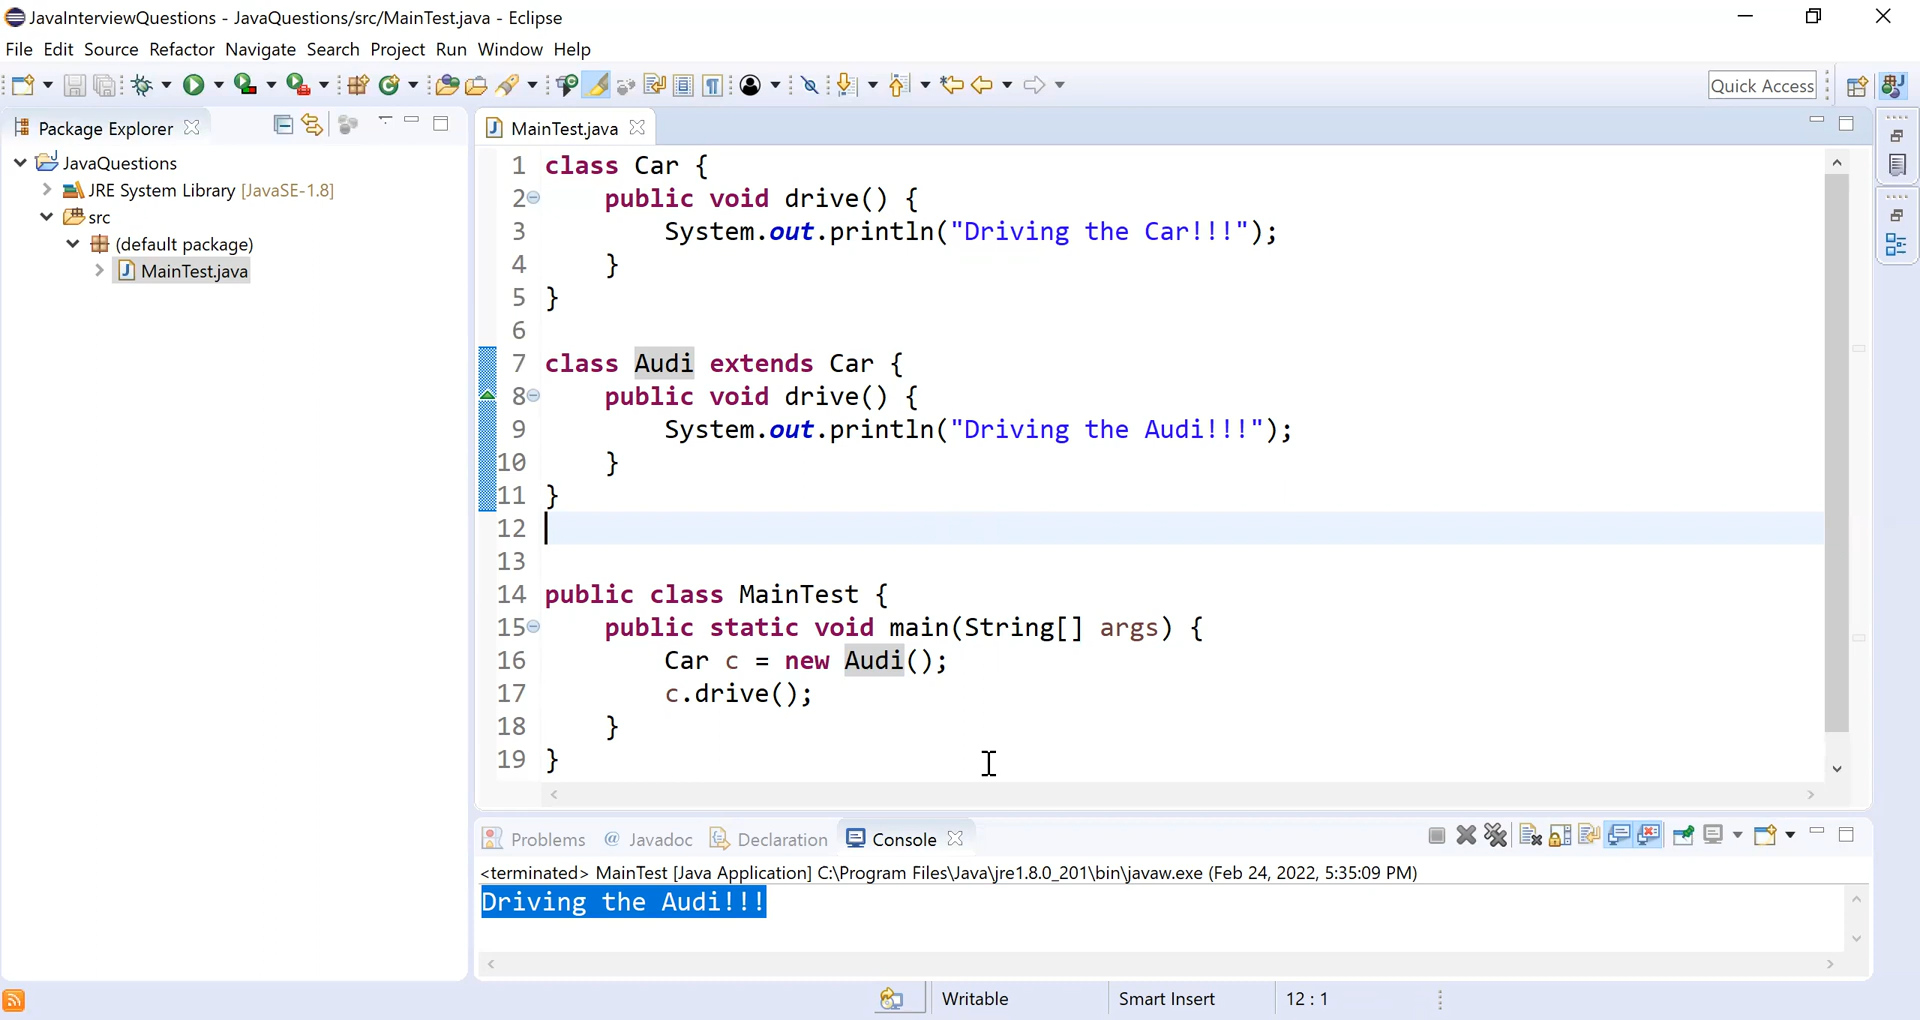 JavaInterviewQuestions - JavaQuestions/src/MainTest.java - Eclipse
File Edit Source Refactor Navigate Search Project Run Window Help
Quick Access
Package Explorer
MainTest.java
JavaQuestions
JRE System Library [JavaSE-1.8]
src
(default package)
MainTest.java
1 class Car {
2 public void drive() {
3 System.out.println("Driving the Car!!!");
4 }
5 }
6
7 class Audi extends Car {
8 public void drive() {
9 System.out.println("Driving the Audi!!!");
10 }
11 }
12
13
14 public class MainTest {
15 public static void main(String[] args) {
16 Car c = new Audi();
17 c.drive();
18 }
19 }
Problems @ Javadoc Declaration Console
<terminated> MainTest [Java Application] C:\Program Files\Java\jre1.8.0_201\bin\javaw.exe (Feb 24, 2022, 5:35:09 PM)
Driving the Audi!!!
Writable Smart Insert 12 : 1